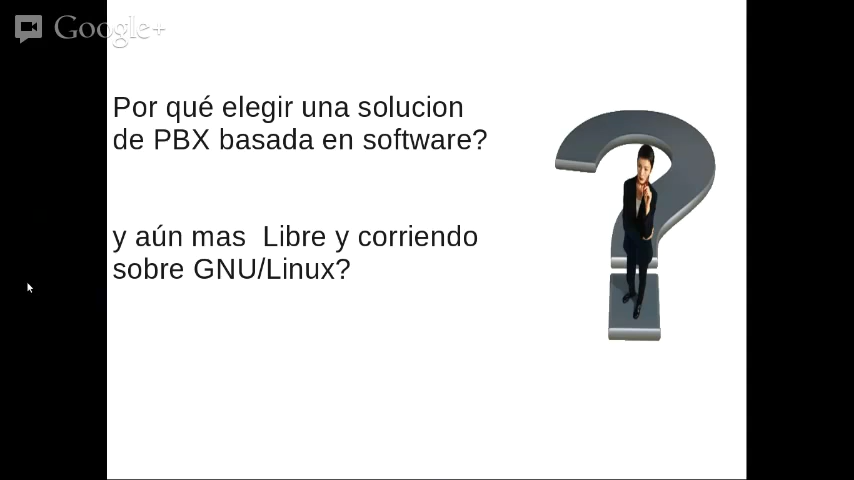 Google+
Por qué elegir una solucion
de PBX basada en software?
y aún mas  Libre y corriendo
sobre GNU/Linux?